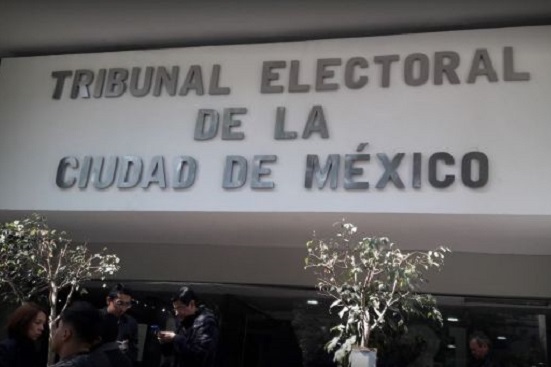 TRIBUNAL ELECTORAL
DE LA
CIUDAD DE MÉXICO